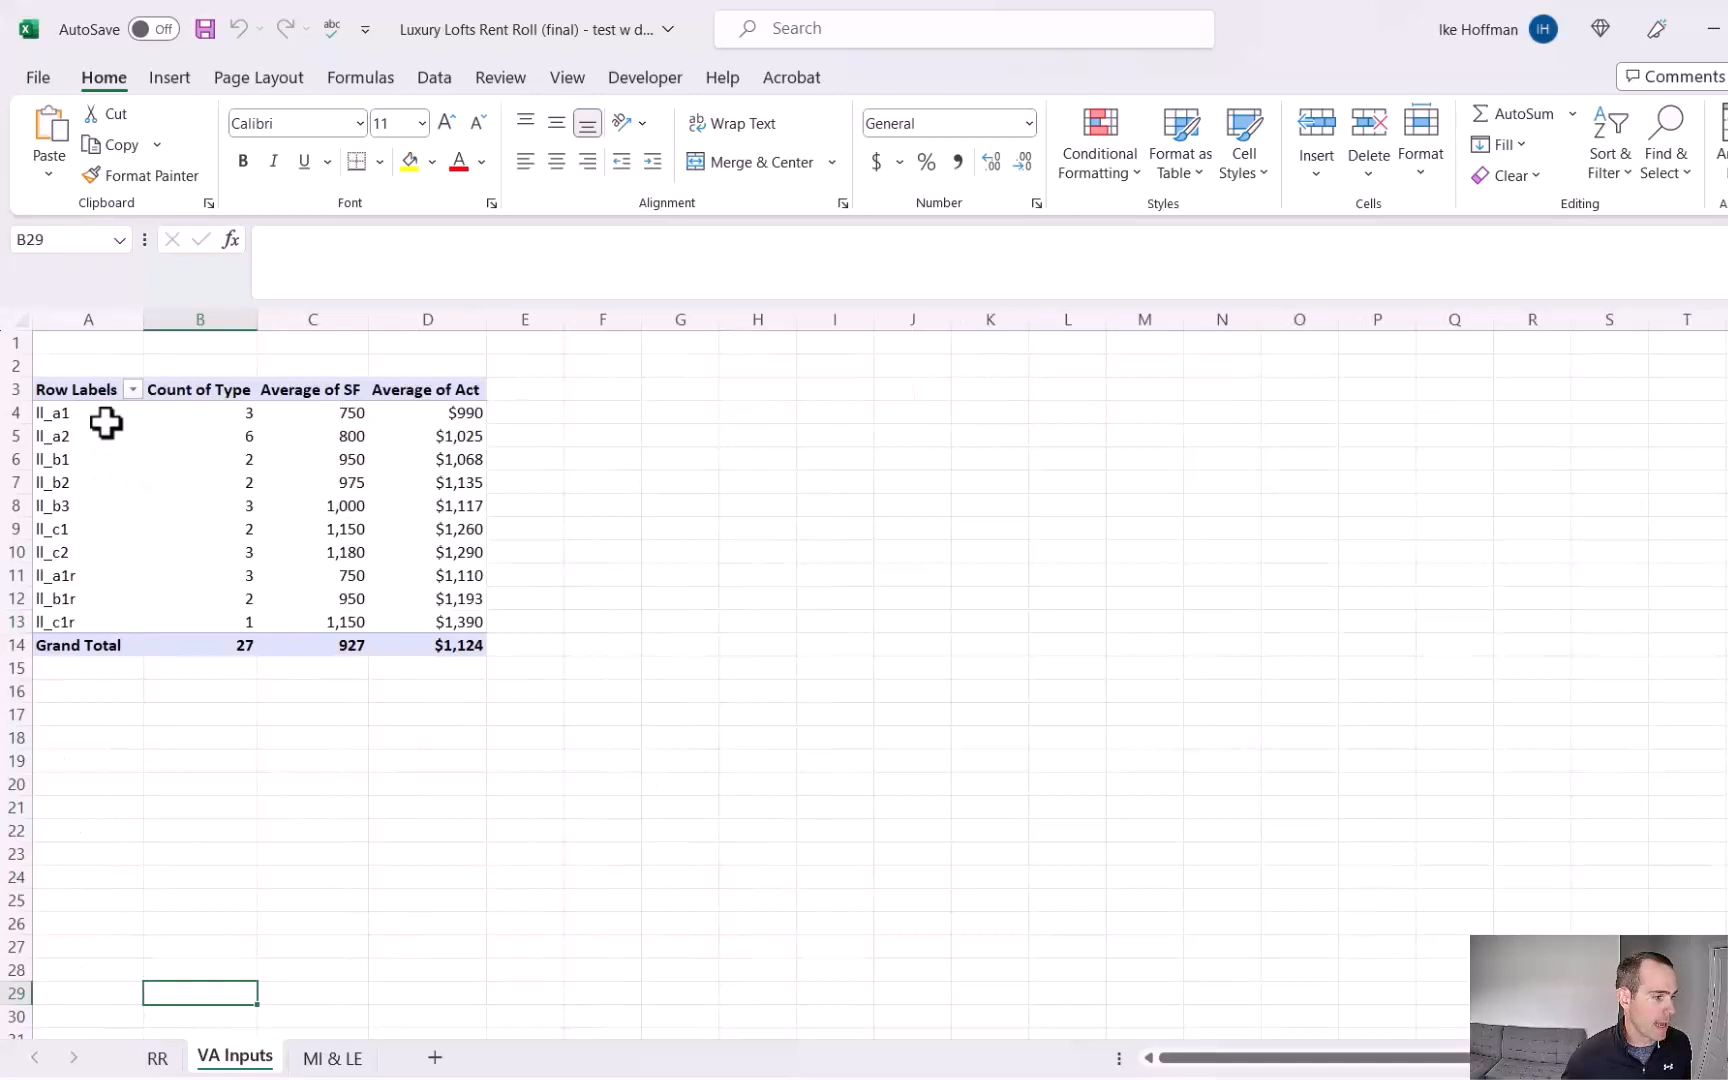 AutoSave Off abc Luxury Lofts Rent Roll (final) - test w d... Search Ike Hoffman IH
File Home Insert Page Layout Formulas Data Review View Developer Help Acrobat Comments
Cut
Copy
Format Painter
Paste
Clipboard
Calibri 11 A A
B I U A
Font
ab Wrap Text
Merge & Center
Alignment
General
$ % 9 .00 .00
Number
Conditional Formatting
Format as Table
Cell Styles
Styles
Insert Delete Format
Cells
AutoSum
Fill
Clear
Sort & Filter
Find & Select
Editing
B29 fx
A B C D E F G H I J K L M N O P Q R S T
1
2
3 Row Labels Count of Type Average of SF Average of Act
4 ll_a1 3 750 $990
5 ll_a2 6 800 $1,025
6 ll_b1 2 950 $1,068
7 ll_b2 2 975 $1,135
8 ll_b3 3 1,000 $1,117
9 ll_c1 2 1,150 $1,260
10 ll_c2 3 1,180 $1,290
11 ll_a1r 3 750 $1,110
12 ll_b1r 2 950 $1,193
13 ll_c1r 1 1,150 $1,390
14 Grand Total 27 927 $1,124
15
16
17
18
19
20
21
22
23
24
25
26
27
28
29
30
RR VA Inputs MI & LE